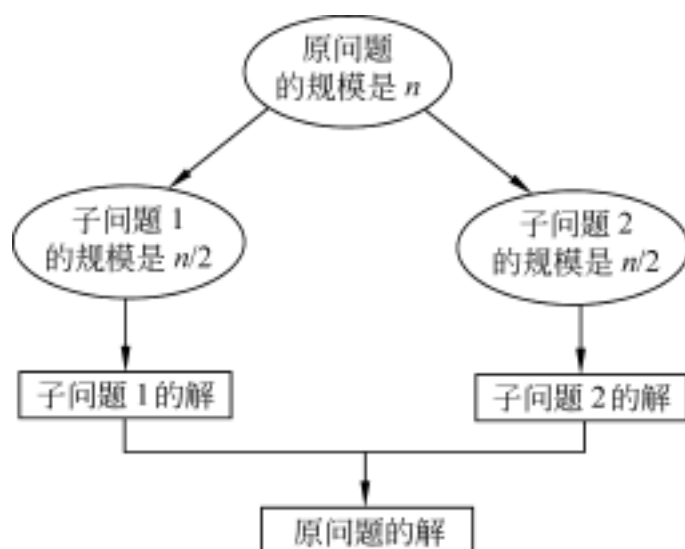 原问题
的规模是 n
子问题 1
的规模是 n/2
子问题 2
的规模是 n/2
子问题 1 的解
子问题 2 的解
原问题的解